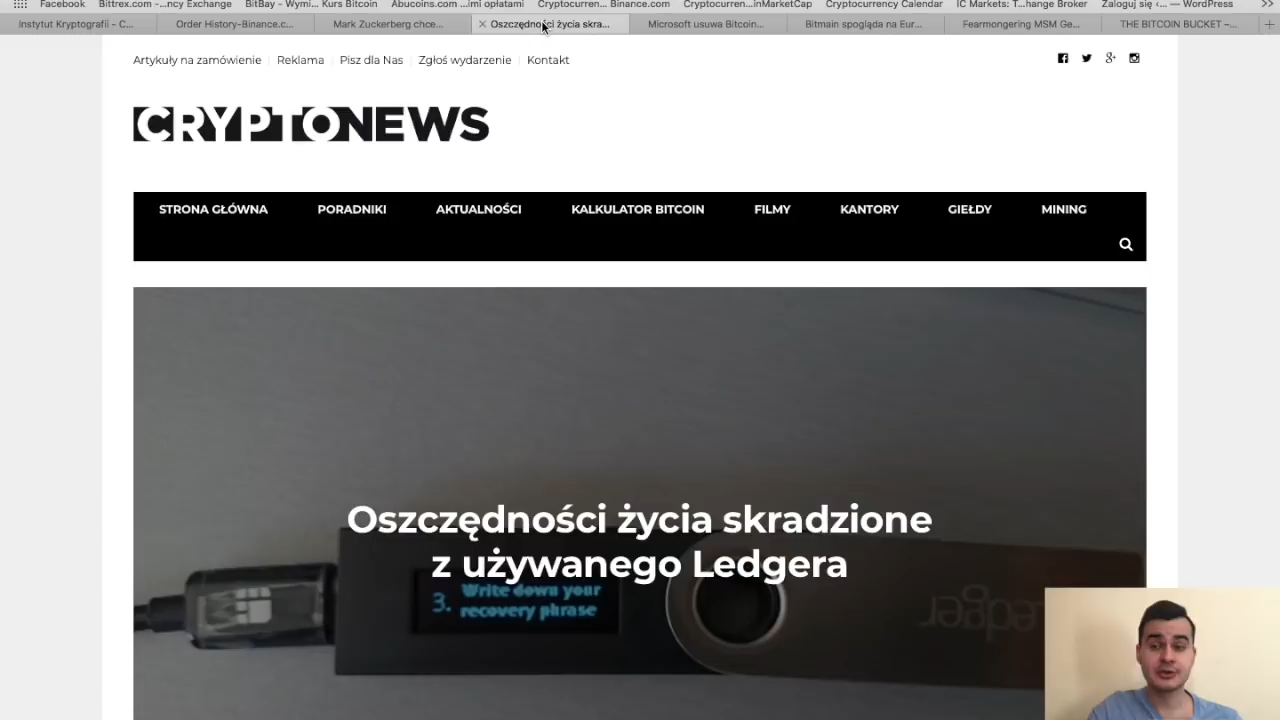 Facebook Bittrex.com -...ncy Exchange BitBay - Wymi... Kurs Bitcoin Abucoins.com ...lmi opłatami Cryptocurren... Binance.com Cryptocurren...inMarketCap Cryptocurrency Calendar IC Markets: T...hange Broker Zaloguj się ‹... — WordPress
Instytut Kryptografii - C... Order History-Binance.c... Mark Zuckerberg chce... Oszczędności życia skra... Microsoft usuwa Bitcoin... Bitmain spogląda na Eur... Fearmongering MSM Ge... THE BITCOIN BUCKET –...
Artykuły na zamówienie Reklama Pisz dla Nas Zgłoś wydarzenie Kontakt
CRYPTONEWS
STRONA GŁÓWNA PORADNIKI AKTUALNOŚCI KALKULATOR BITCOIN FILMY KANTORY GIEŁDY MINING
Oszczędności życia skradzione
z używanego Ledgera
3. Write down your
recovery phrase
Ledger